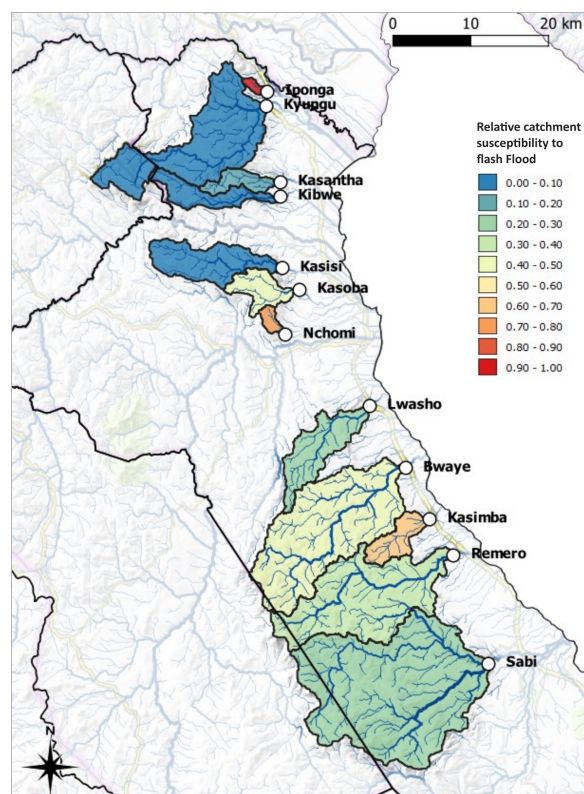 0 10 20 km
Iponga
Kyungu
Relative catchment
susceptibility to
flash Flood
Kasantha
Kibwe
0.00 - 0.10
0.10 - 0.20
0.20 - 0.30
0.30 - 0.40
0.40 - 0.50
0.50 - 0.60
0.60 - 0.70
0.70 - 0.80
0.80 - 0.90
0.90 - 1.00
Kasisi
Kasoba
Nchomi
Lwasho
Bwaye
Kasimba
Remero
Sabi
N